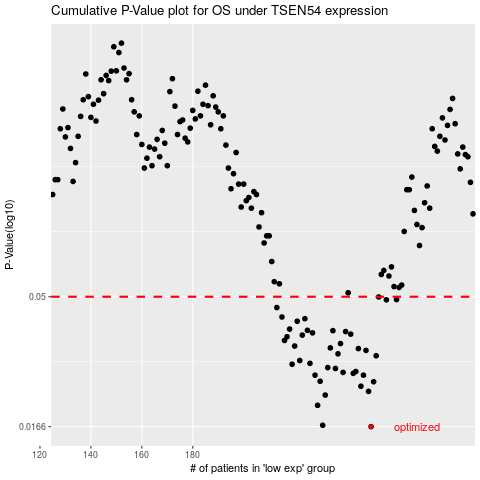 Cumulative P-Value plot for OS under TSEN54 expression
P-Value(log10)
0.05
0.0166
optimized
120 140 160 180
# of patients in 'low exp' group